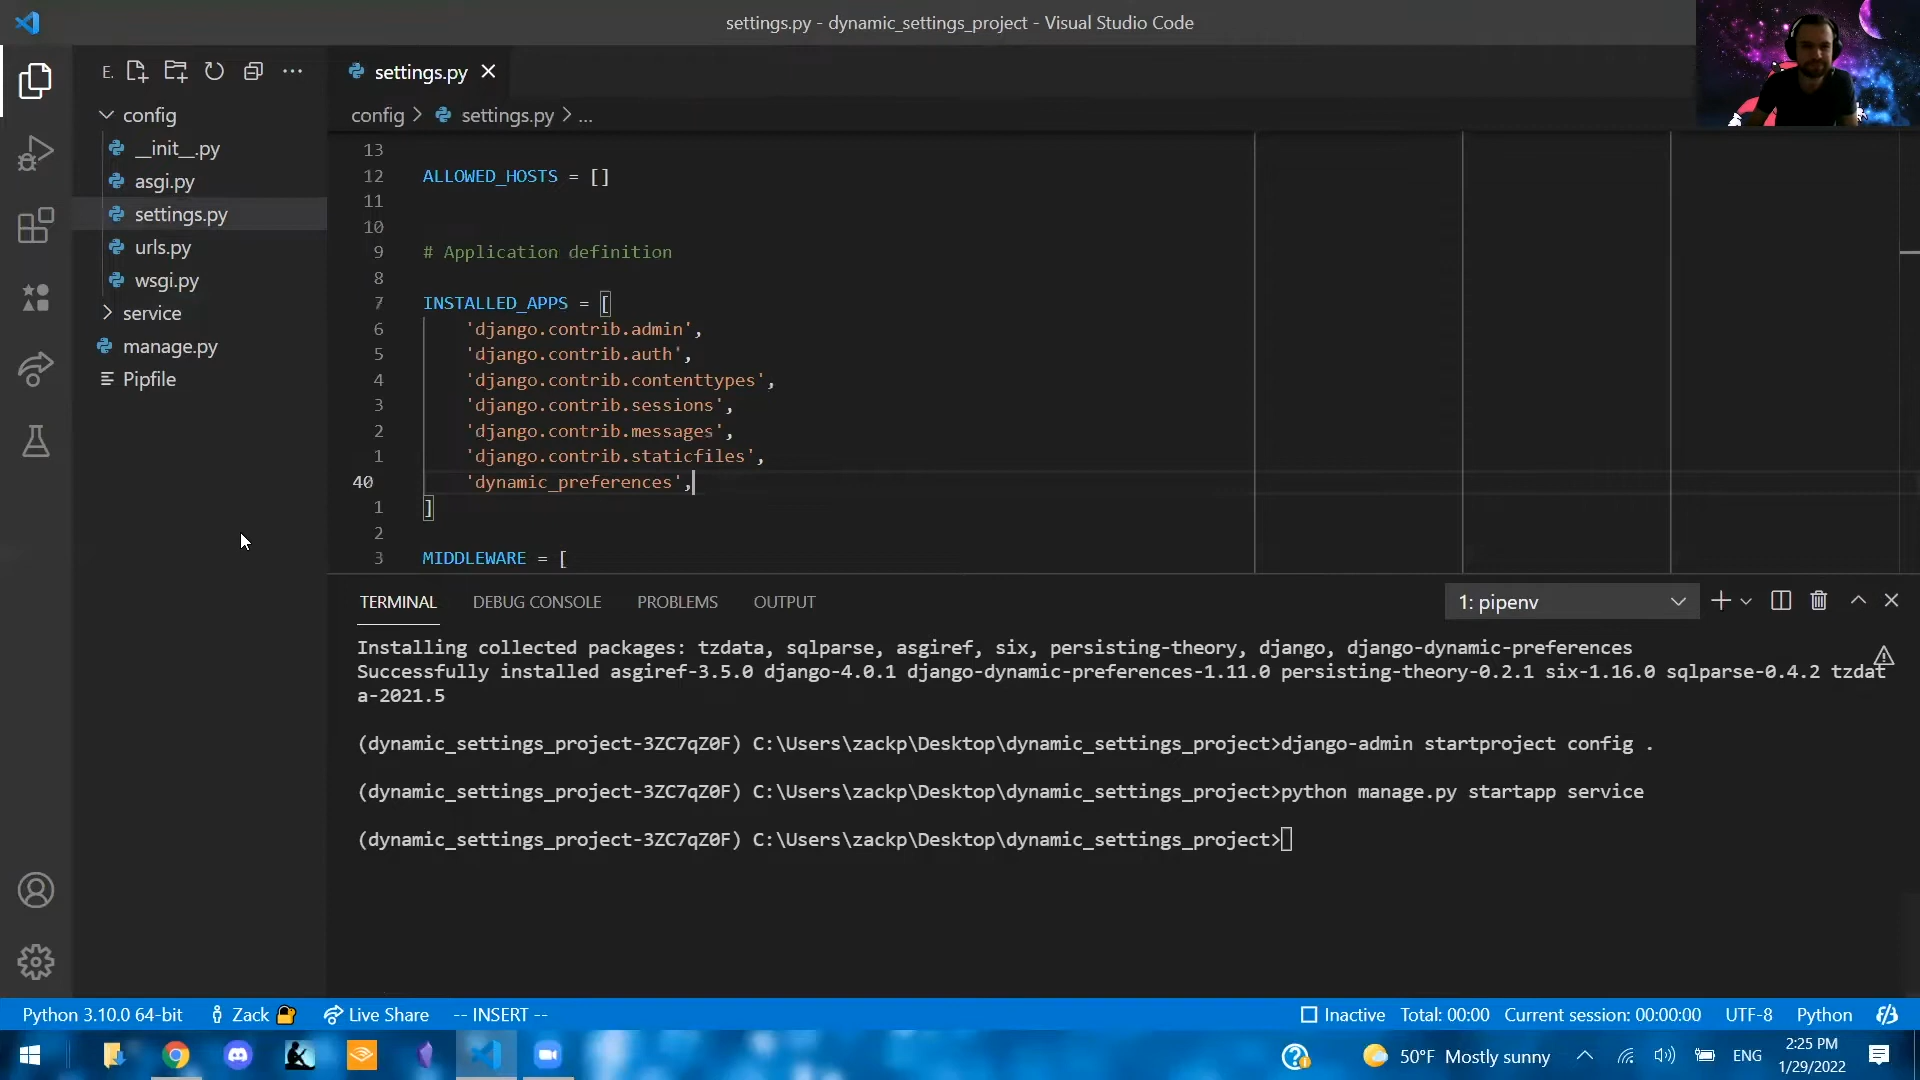 settings.py - dynamic_settings_project - Visual Studio Code
E.
config
__init__.py
asgi.py
settings.py
urls.py
wsgi.py
service
manage.py
Pipfile
settings.py
config > settings.py > ...
13
12 ALLOWED_HOSTS = []
11
10
9 # Application definition
8
7 INSTALLED_APPS = [
6 'django.contrib.admin',
5 'django.contrib.auth',
4 'django.contrib.contenttypes',
3 'django.contrib.sessions',
2 'django.contrib.messages',
1 'django.contrib.staticfiles',
40 'dynamic_preferences',
1 ]
2
3 MIDDLEWARE = [
TERMINAL DEBUG CONSOLE PROBLEMS OUTPUT 1: pipenv
Installing collected packages: tzdata, sqlparse, asgiref, six, persisting-theory, django, django-dynamic-preferences
Successfully installed asgiref-3.5.0 django-4.0.1 django-dynamic-preferences-1.11.0 persisting-theory-0.2.1 six-1.16.0 sqlparse-0.4.2 tzdat
a-2021.5
(dynamic_settings_project-3ZC7qZ0F) C:\Users\zackp\Desktop\dynamic_settings_project>django-admin startproject config .
(dynamic_settings_project-3ZC7qZ0F) C:\Users\zackp\Desktop\dynamic_settings_project>python manage.py startapp service
(dynamic_settings_project-3ZC7qZ0F) C:\Users\zackp\Desktop\dynamic_settings_project>
Python 3.10.0 64-bit Zack Live Share -- INSERT -- Inactive Total: 00:00 Current session: 00:00:00 UTF-8 Python
50°F Mostly sunny ENG
2:25 PM
1/29/2022